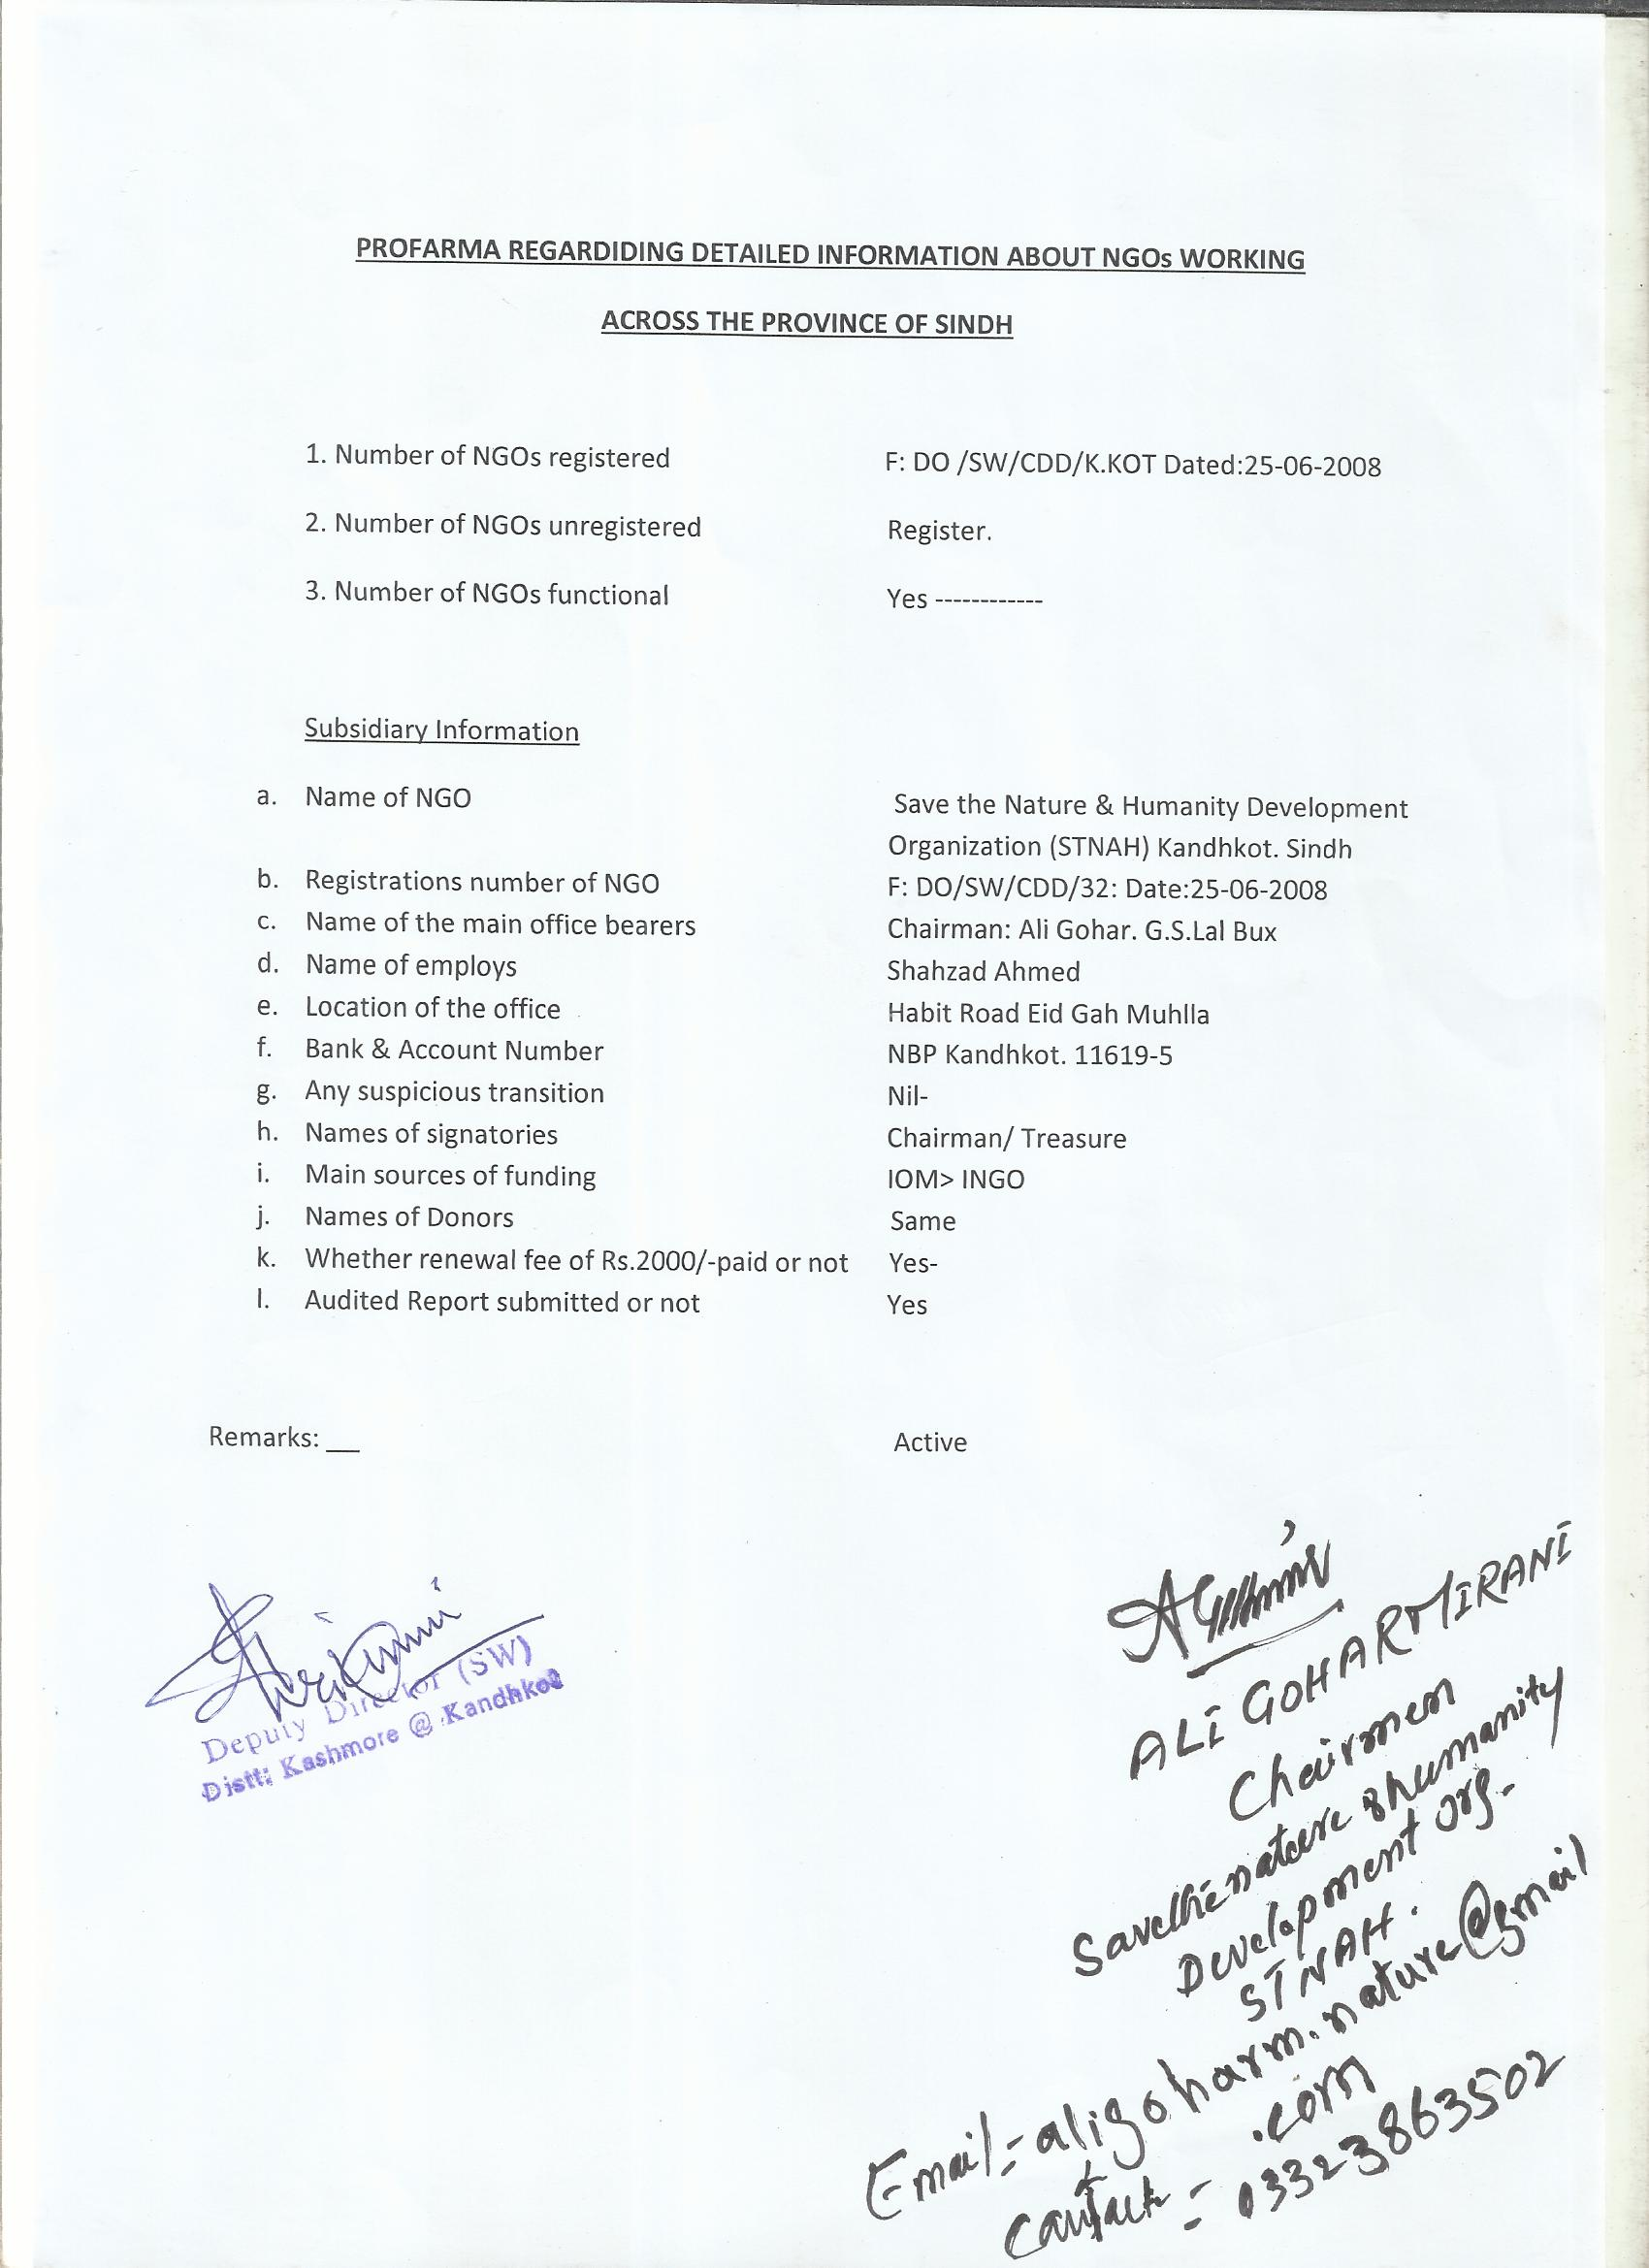 PROFARMA REGARDIDING DETAILED INFORMATION ABOUT NGOs WORKING
ACROSS THE PROVINCE OF SINDH
1. Number of NGOs registered F: DO /SW/CDD/K.KOT Dated:25-06-2008
2. Number of NGOs unregistered Register.
3. Number of NGOs functional Yes ------------
Subsidiary Information
a. Name of NGO Save the Nature & Humanity Development
Organization (STNAH) Kandhkot. Sindh
b. Registrations number of NGO F: DO/SW/CDD/32: Date:25-06-2008
c. Name of the main office bearers Chairman: Ali Gohar. G.S.Lal Bux
d. Name of employs Shahzad Ahmed
e. Location of the office Habit Road Eid Gah Muhlla
f. Bank & Account Number NBP Kandhkot. 11619-5
g. Any suspicious transition Nil-
h. Names of signatories Chairman/ Treasure
i. Main sources of funding IOM> INGO
j. Names of Donors Same
k. Whether renewal fee of Rs.2000/-paid or not Yes-
l. Audited Report submitted or not Yes
Remarks: __ Active
Deputy Director (SW)
Distt: Kashmore @ Kandhkot
ALI GOHAR MIRANI
Chairmen
Save the nature & humanity
Development org-
STNAH.
Email = aligoharm.nature@gmail
.com
Contact = 03323863502